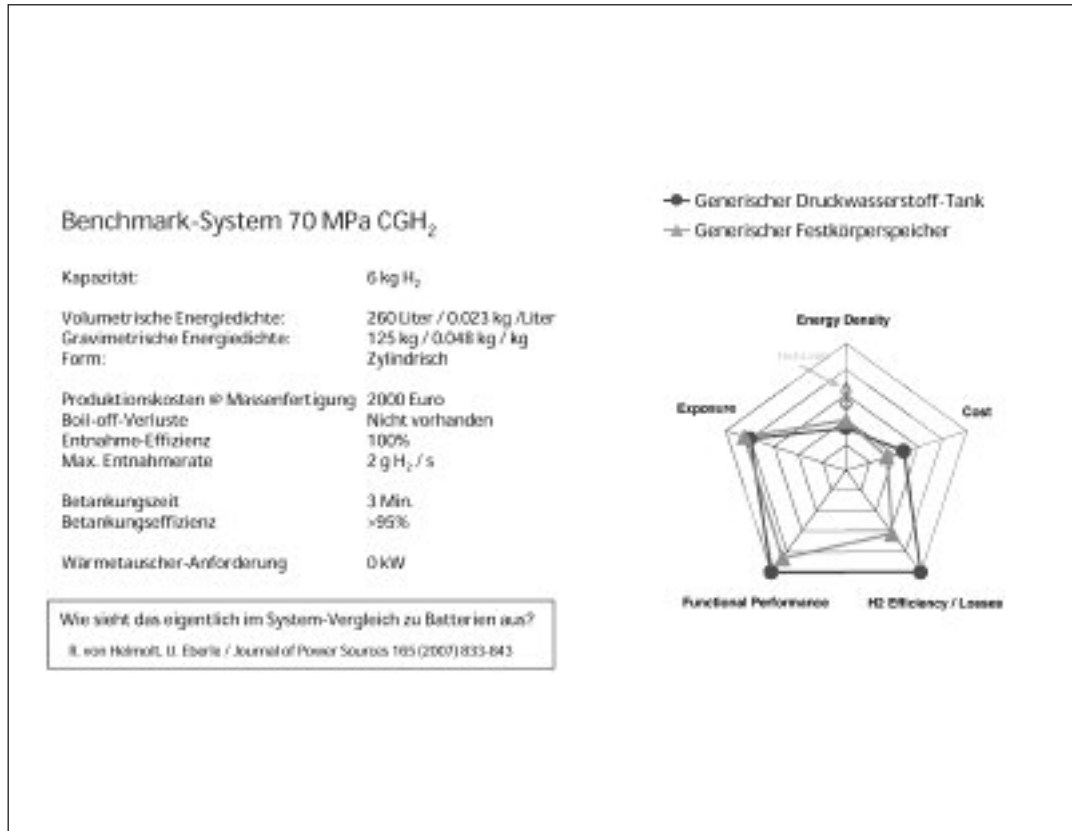 Benchmark-System 70 MPa CGH₂
Kapazität: 6 kg H₂
Volumetrische Energiedichte: 260 Liter / 0.023 kg /Liter
Gravimetrische Energiedichte: 125 kg / 0.048 kg / kg
Form: Zylindrisch
Produktionskosten @ Massenfertigung 2000 Euro
Boil-off-Verluste Nicht vorhanden
Entnahme-Effizienz 100%
Max. Entnahmerate 2 g H₂ / s
Betankungszeit 3 Min.
Betankungseffizienz >95%
Wärmetauscher-Anforderung 0 kW
Wie sieht das eigentlich im System-Vergleich zu Batterien aus?
R. von Helmolt, U. Eberle / Journal of Power Sources 165 (2007) 833-843
Generischer Druckwasserstoff-Tank
Generischer Festkörperspeicher
Energy Density
Exposure
Cost
Functional Performance
H2 Efficiency / Losses